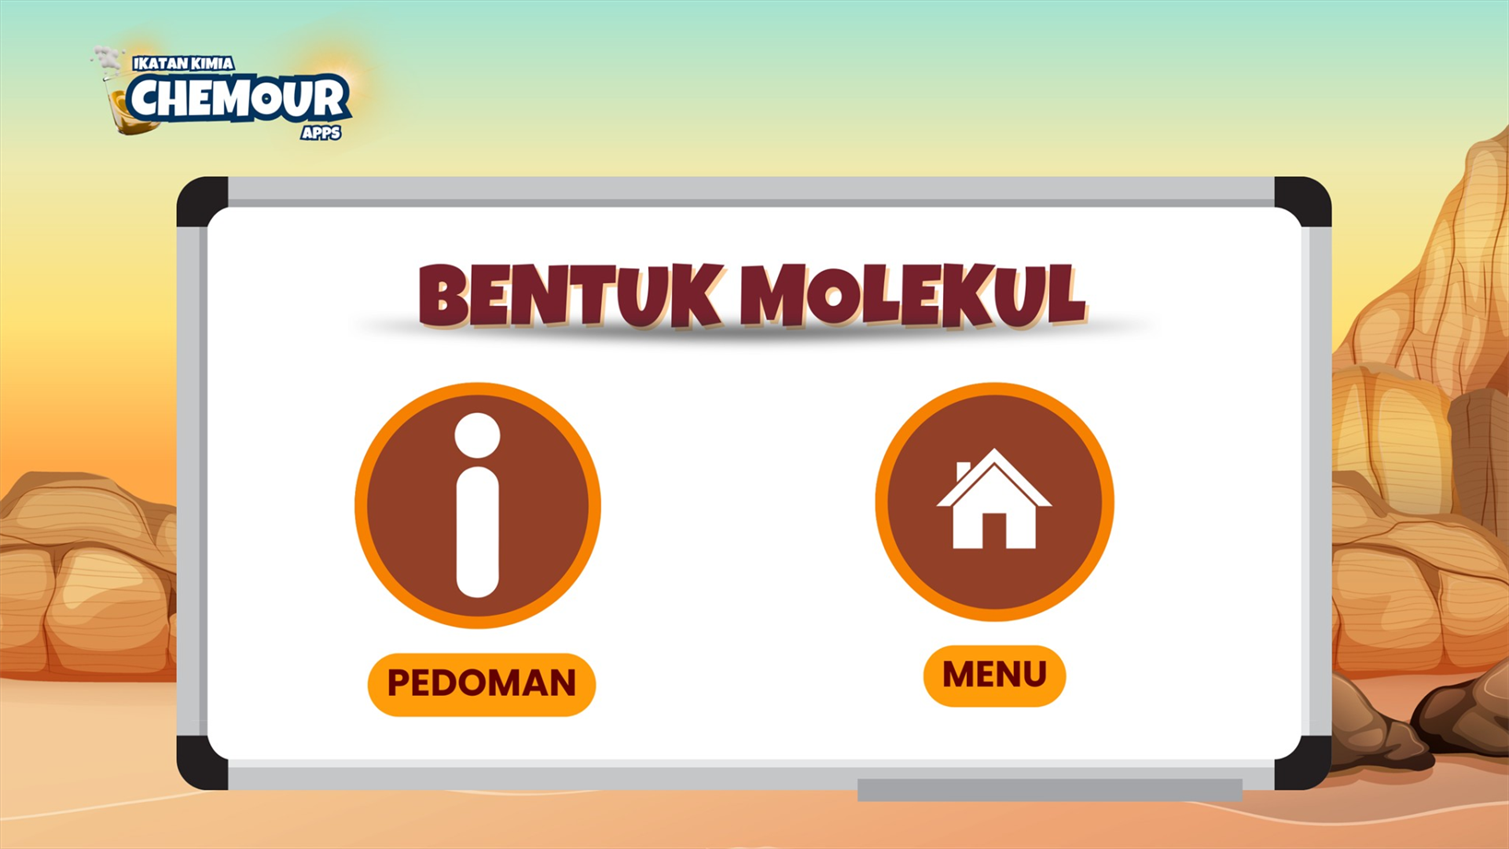 IKATAN KIMIA
CHEMOUR
APPS
BENTUK MOLEKUL
PEDOMAN
MENU